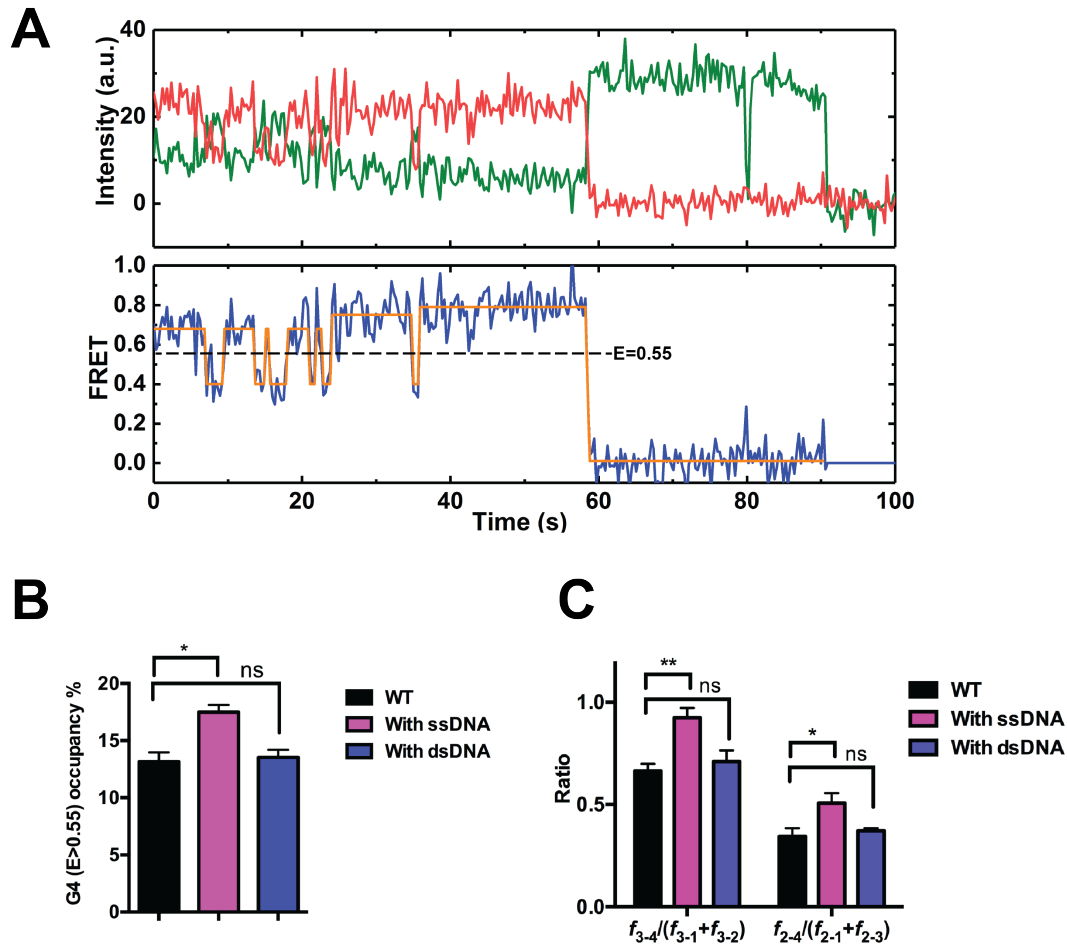 A
Intensity (a.u.)
40
20
0
FRET
1.0
0.8
0.6
0.4
0.2
0.0
E=0.55
0 20 40 60 80 100
Time (s)
B
G4 (E>0.55) occupancy %
20
15
10
5
0
*
ns
WT
With ssDNA
With dsDNA
C
Ratio
1.0
0.5
0.0
**
ns
*
ns
WT
With ssDNA
With dsDNA
f3-4/(f3-1+f3-2) f2-4/(f2-1+f2-3)